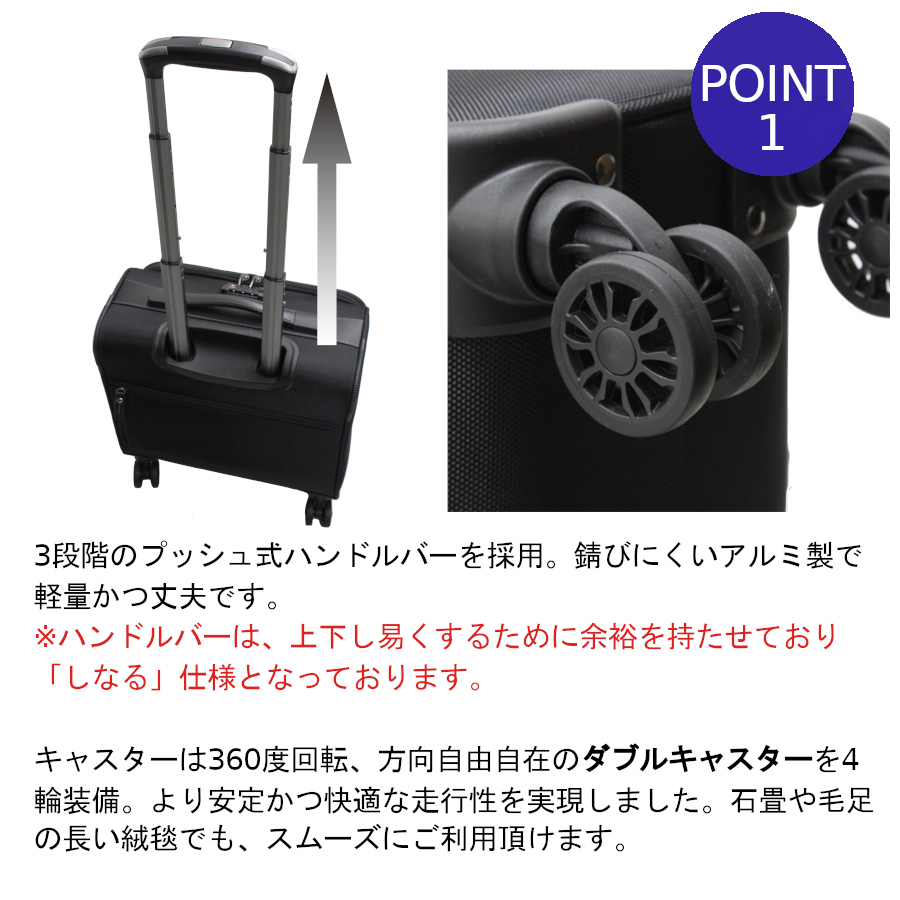 POINT
1
3段階のプッシュ式ハンドルバーを採用。錆びにくいアルミ製で
軽量かつ丈夫です。
※ハンドルバーは、上下し易くするために余裕を持たせており
「しなる」仕様となっております。
キャスターは360度回転、方向自由自在のダブルキャスターを4
輪装備。より安定かつ快適な走行性を実現しました。石畳や毛足
の長い絨毯でも、スムーズにご利用頂けます。